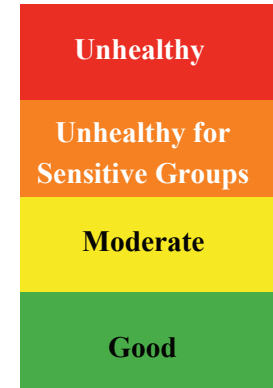 Unhealthy
Unhealthy for
Sensitive Groups
Moderate
Good